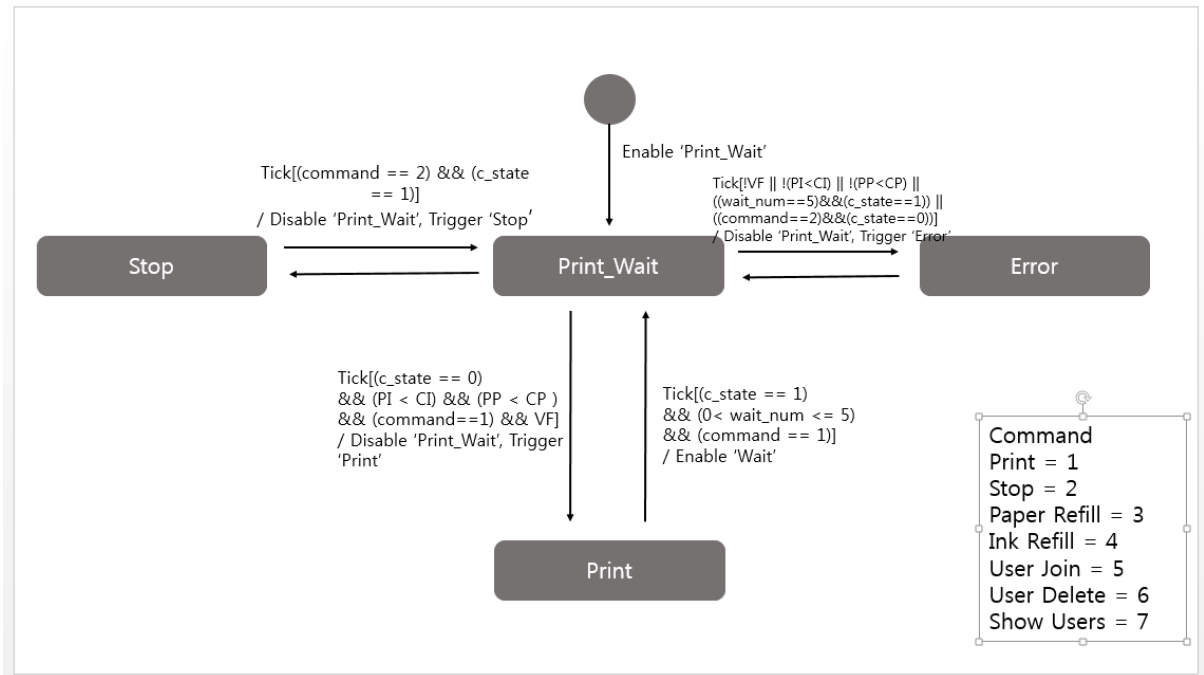 Enable ‘Print_Wait’
Tick[(command == 2) && (c_state
== 1)]
/ Disable ‘Print_Wait’, Trigger ‘Stop’
Tick[!VF || !(PI<CI) || !(PP<CP) ||
((wait_num==5)&&(c_state==1)) ||
((command==2)&&(c_state==0))]
/ Disable ‘Print_Wait’, Trigger ‘Error’
Stop
Print_Wait
Error
Tick[(c_state == 0)
&& (PI < CI) && (PP < CP )
&& (command==1) && VF]
/ Disable ‘Print_Wait’, Trigger
‘Print’
Tick[(c_state == 1)
&& (0< wait_num <= 5)
&& (command == 1)]
/ Enable ‘Wait’
Print
Command
Print = 1
Stop = 2
Paper Refill = 3
Ink Refill = 4
User Join = 5
User Delete = 6
Show Users = 7